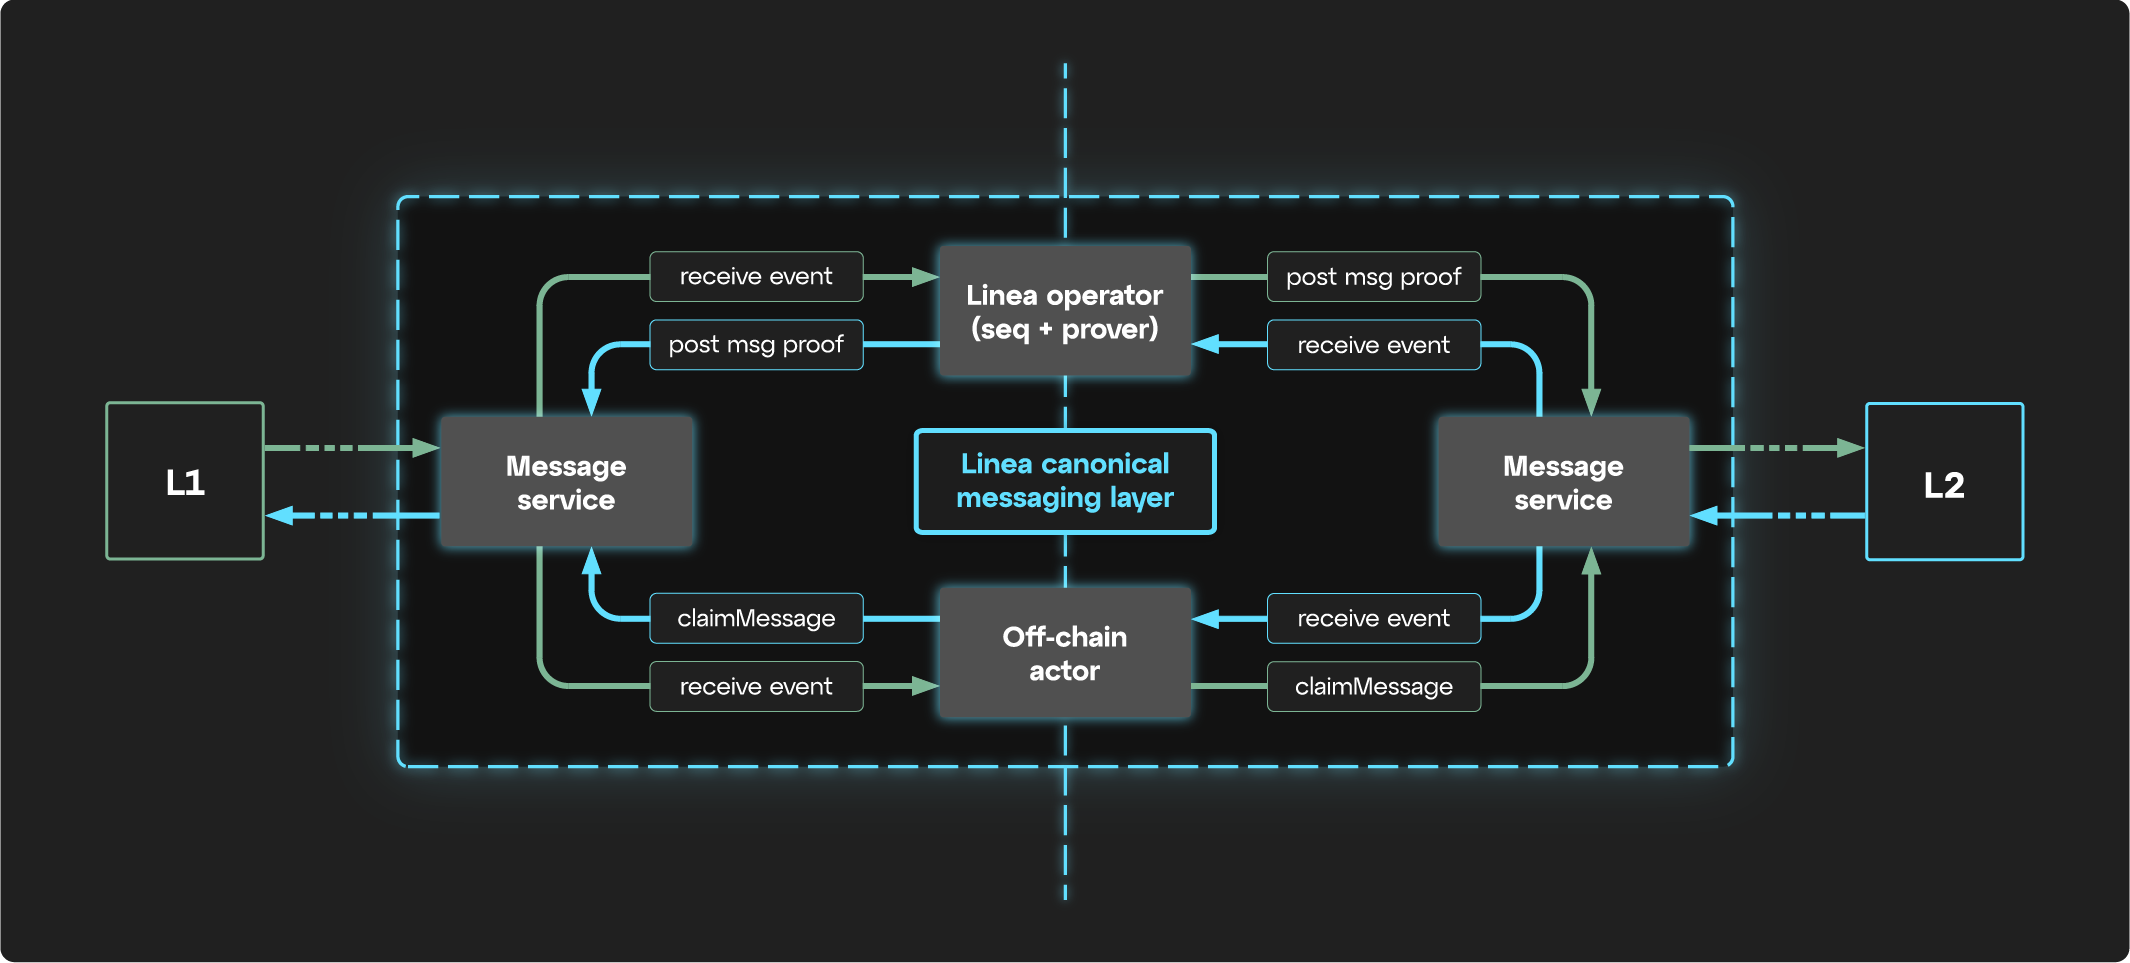 receive event
post msg proof
Linea operator
(seq + prover)
post msg proof
receive event
L1
Message
service
Linea canonical
messaging layer
Message
service
L2
claimMessage
receive event
Off-chain
actor
receive event
claimMessage